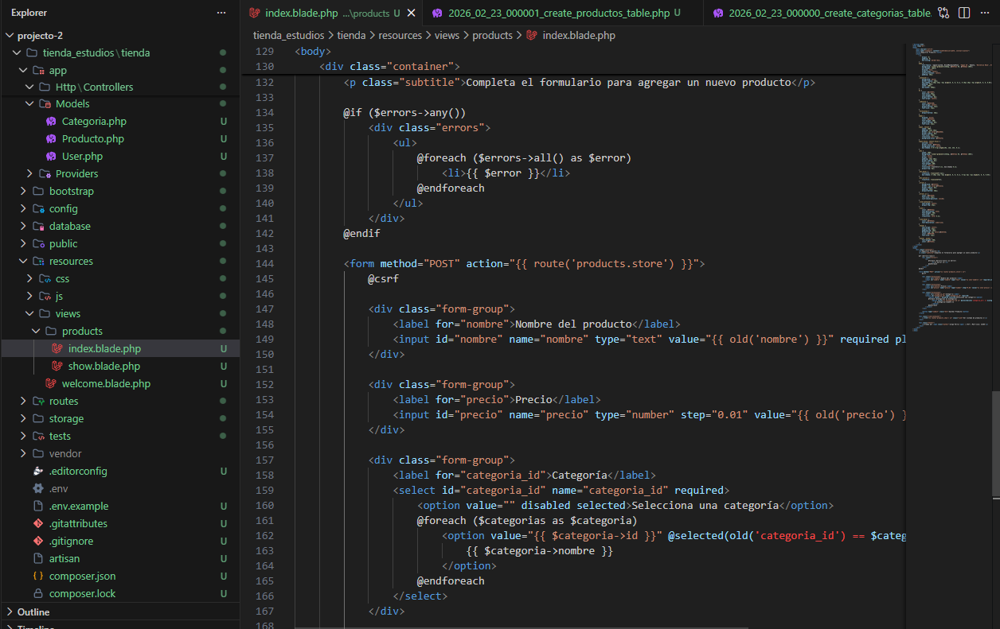 Explorer
projecto-2
tienda_estudios\tienda
app
Http\Controllers
Models
Categoria.php U
Producto.php U
User.php U
Providers
bootstrap
config
database
public
resources
css
js
views
products
index.blade.php U
show.blade.php U
welcome.blade.php U
routes
storage
tests
vendor
.editorconfig U
.env
.env.example U
.gitattributes U
.gitignore U
artisan U
composer.json U
composer.lock U
Outline
Timeline
index.blade.php ...\products U
2026_02_23_000001_create_productos_table.php U
2026_02_23_000000_create_categorias_table.
tienda_estudios > tienda > resources > views > products > index.blade.php
129 <body>
130 <div class="container">
132 <p class="subtitle">Completa el formulario para agregar un nuevo producto</p>
133
134 @if ($errors->any())
135 <div class="errors">
136 <ul>
137 @foreach ($errors->all() as $error)
138 <li>{{ $error }}</li>
139 @endforeach
140 </ul>
141 </div>
142 @endif
143
144 <form method="POST" action="{{ route('products.store') }}">
145 @csrf
146
147 <div class="form-group">
148 <label for="nombre">Nombre del producto</label>
149 <input id="nombre" name="nombre" type="text" value="{{ old('nombre') }}" required pl
150 </div>
151
152 <div class="form-group">
153 <label for="precio">Precio</label>
154 <input id="precio" name="precio" type="number" step="0.01" value="{{ old('precio') }
155 </div>
156
157 <div class="form-group">
158 <label for="categoria_id">Categoría</label>
159 <select id="categoria_id" name="categoria_id" required>
160 <option value="" disabled selected>Selecciona una categoría</option>
161 @foreach ($categorias as $categoria)
162 <option value="{{ $categoria->id }}" @selected(old('categoria_id') == $categ
163 {{ $categoria->nombre }}
164 </option>
165 @endforeach
166 </select>
167 </div>
168